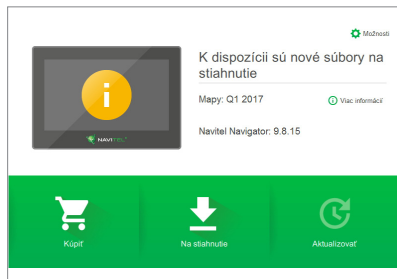 Možnosti
K dispozícii sú nové súbory na
stiahnutie
Mapy: Q1 2017
Viac informácií
Navitel Navigator: 9.8.15
NAVITEL
Kúpiť
Na stiahnutie
Aktualizovať